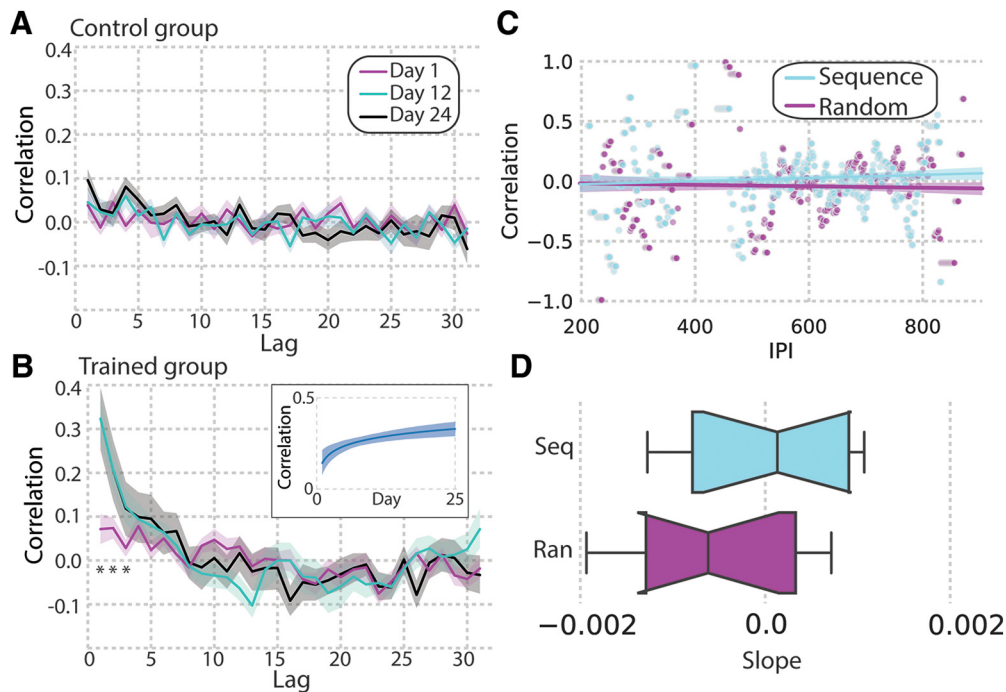 A
Control group
0.4
0.3
0.2
0.1
0.0
-0.1
Correlation
Day 1
Day 12
Day 24
0 5 10 15 20 25 30
Lag
B
Trained group
0.4
0.3
0.2
0.1
0.0
-0.1
Correlation
***
0.5
0
Correlation
0 Day 25
0 5 10 15 20 25 30
Lag
C
1.0
0.5
0.0
−0.5
−1.0
Correlation
Sequence
Random
200 400 600 800
IPI
D
Seq
Ran
−0.002 0.0 0.002
Slope